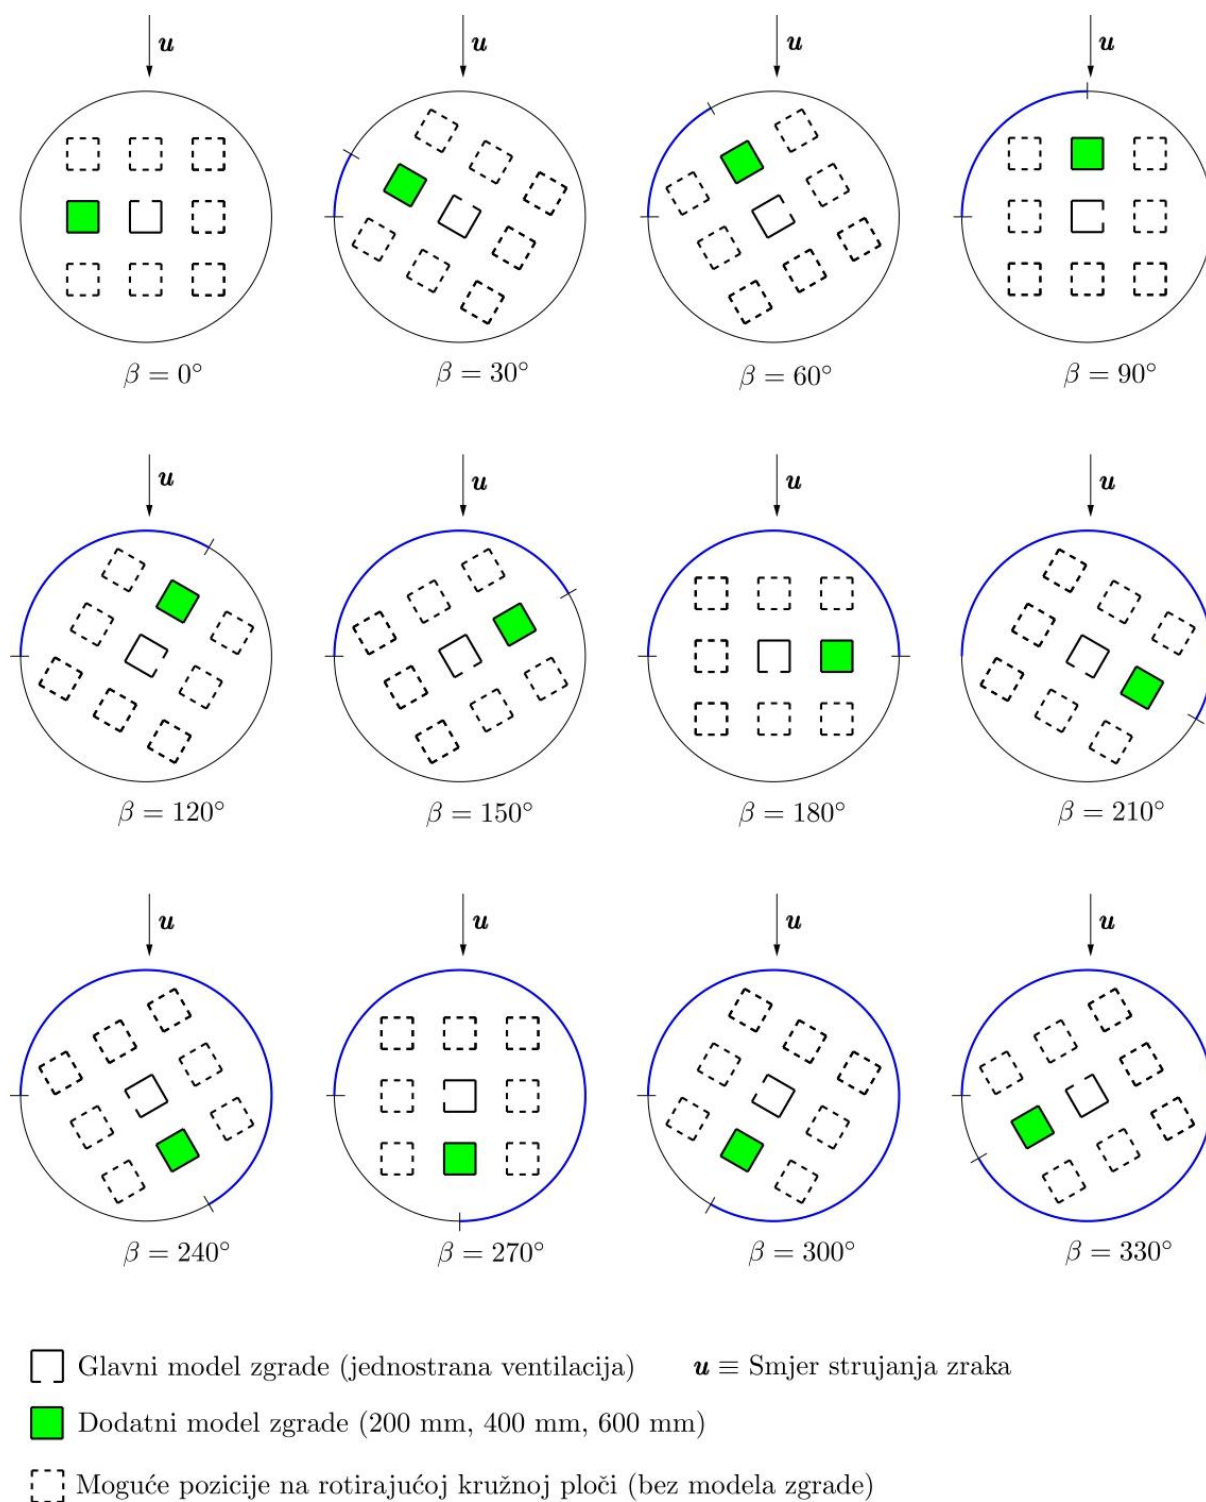 u u u u
β = 0° β = 30° β = 60° β = 90°
u u u u
β = 120° β = 150° β = 180° β = 210°
u u u u
β = 240° β = 270° β = 300° β = 330°
Glavni model zgrade (jednostrana ventilacija) u ≡ Smjer strujanja zraka
Dodatni model zgrade (200 mm, 400 mm, 600 mm)
Moguće pozicije na rotirajućoj kružnoj ploči (bez modela zgrade)